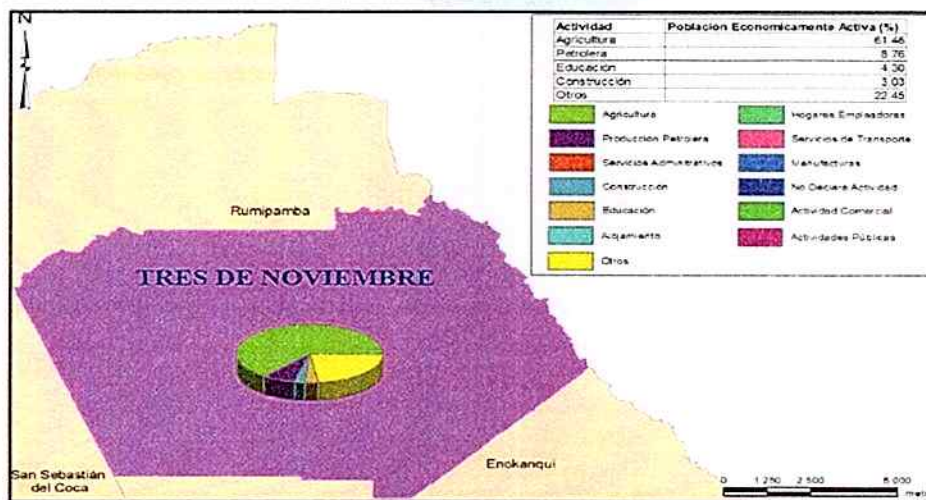 N
Actividad Población Economicamente Activa (%)
Agricultura 61.46
Petrolera 8.76
Educación 4.30
Construcción 3.03
Otros 22.45
Agricultura
Hogares Empleadores
Producción Petrolera
Servicios de Transporte
Servicios Administrativos
Manufacturas
Construcción
No Declara Actividad
Educación
Actividad Comercial
Alojamiento
Actividades Públicas
Otros
Rumipamba
TRES DE NOVIEMBRE
Enokanqui
San Sebastián
del Coca
0 1.250 2.500 5.000